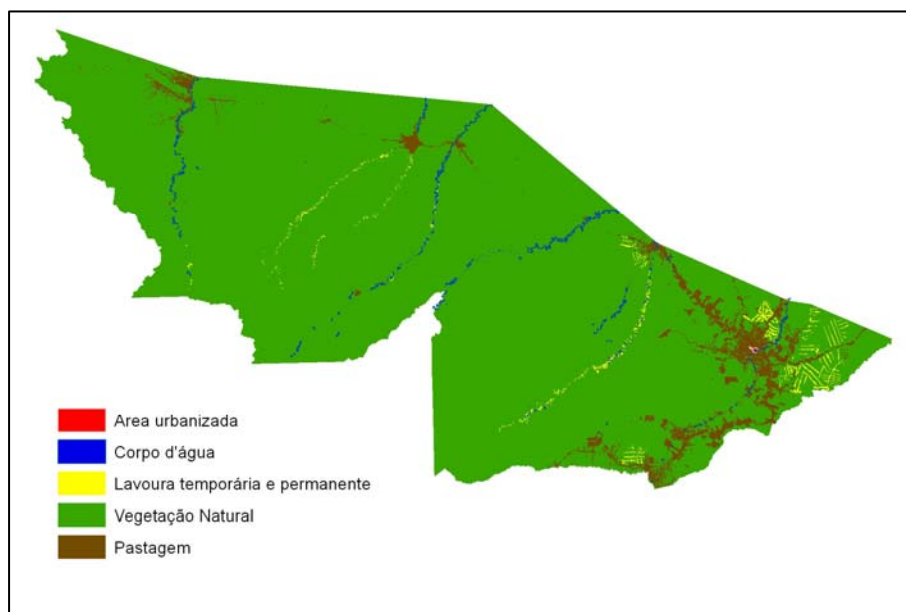 Area urbanizada
Corpo d'água
Lavoura temporária e permanente
Vegetação Natural
Pastagem